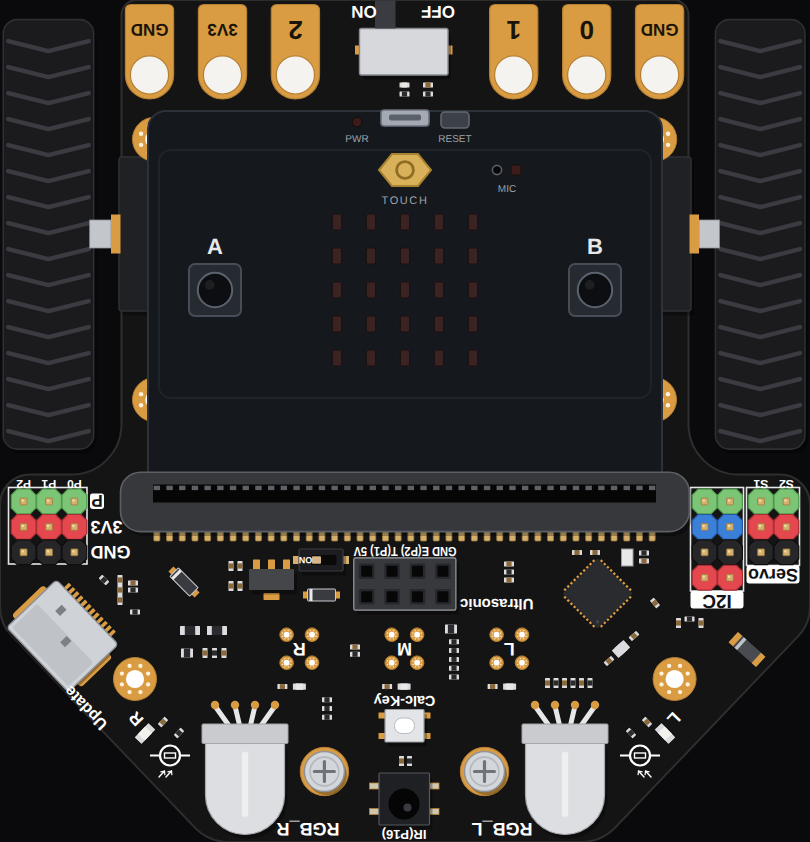 GND 3V3 2 ON OFF 1 0 GND
PWR RESET
TOUCH MIC
A B
P2 P1 P0 S1 S2
P
3V3
GND
GND E(P2) T(P1) 5V
ON
Ultrasonic
Servo
I2C
R M L
Update
Calc-Key
R L
RGB_R RGB_L
IR(P16)